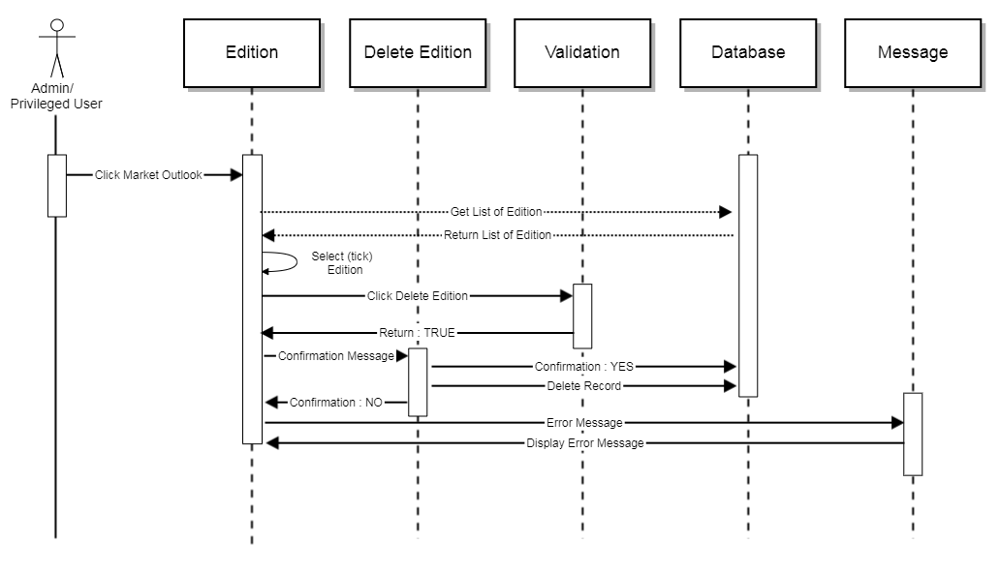 Edition
Delete Edition
Validation
Database
Message
Admin/
Privileged User
Click Market Outlook
Get List of Edition
Return List of Edition
Select (tick)
Edition
Click Delete Edition
Return : TRUE
Confirmation Message
Confirmation : YES
Delete Record
Confirmation : NO
Error Message
Display Error Message